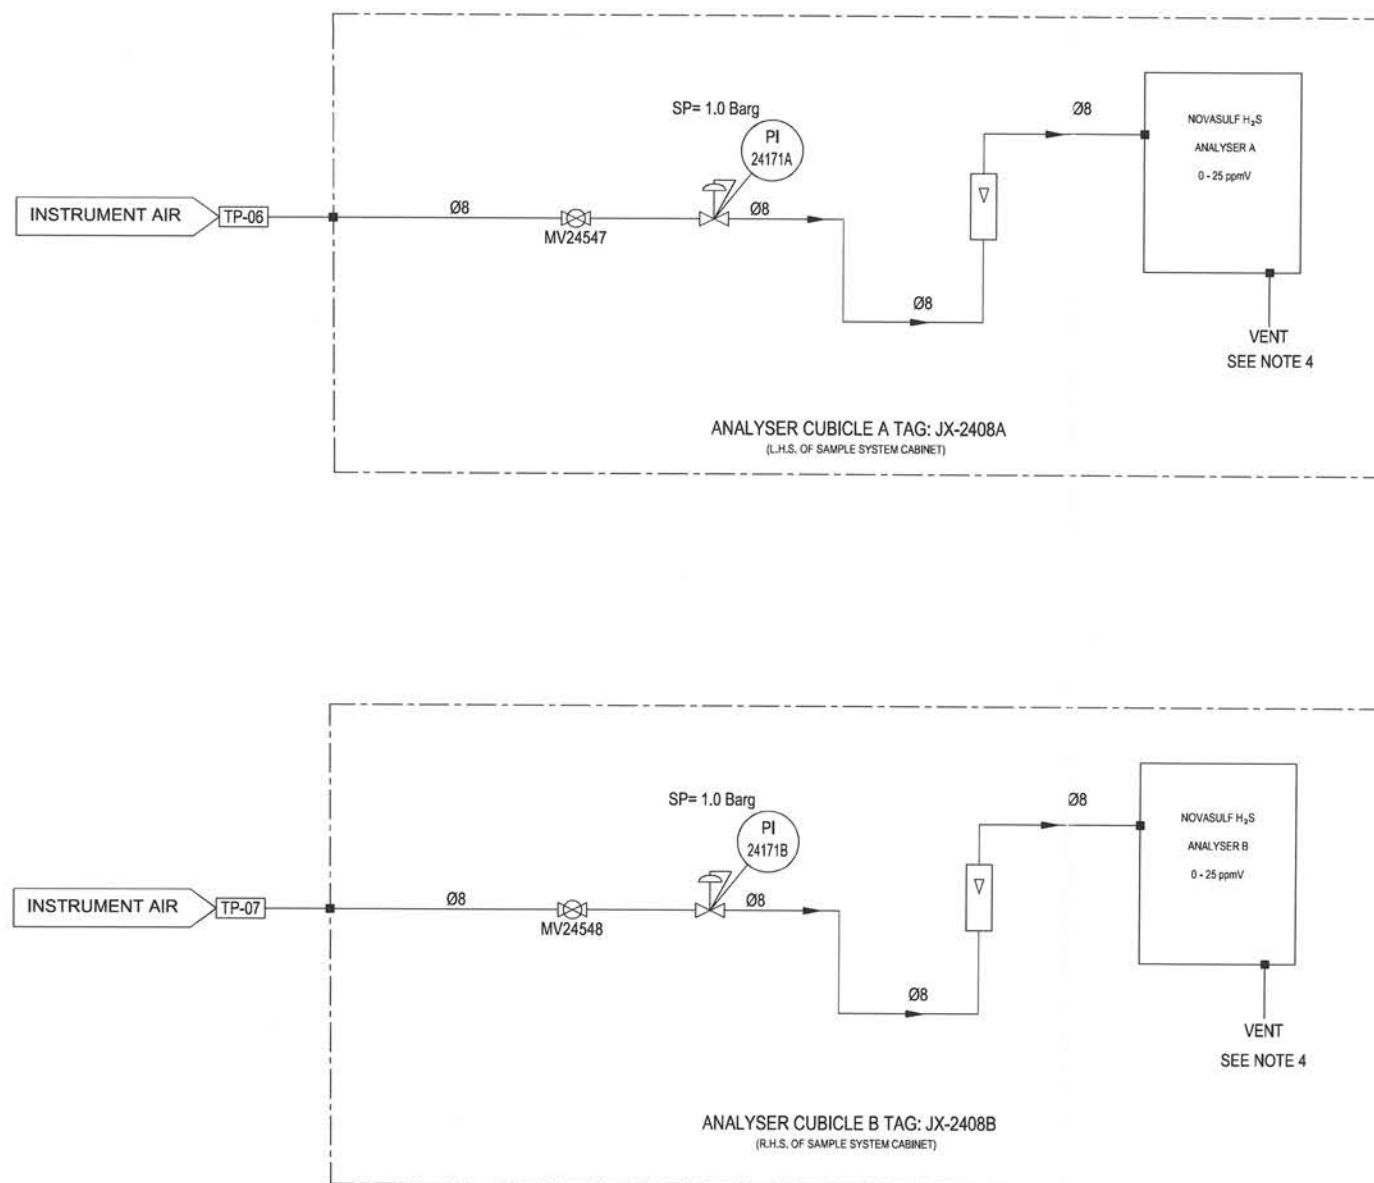 SP= 1.0 Barg
PI
24171A
Ø8
NOVASULF H₂S
ANALYSER A
0 - 25 ppmV
INSTRUMENT AIR
TP-06
Ø8
MV24547
Ø8
Ø8
VENT
SEE NOTE 4
ANALYSER CUBICLE A TAG: JX-2408A
(L.H.S. OF SAMPLE SYSTEM CABINET)
SP= 1.0 Barg
PI
24171B
Ø8
NOVASULF H₂S
ANALYSER B
0 - 25 ppmV
INSTRUMENT AIR
TP-07
Ø8
MV24548
Ø8
Ø8
VENT
SEE NOTE 4
ANALYSER CUBICLE B TAG: JX-2408B
(R.H.S. OF SAMPLE SYSTEM CABINET)